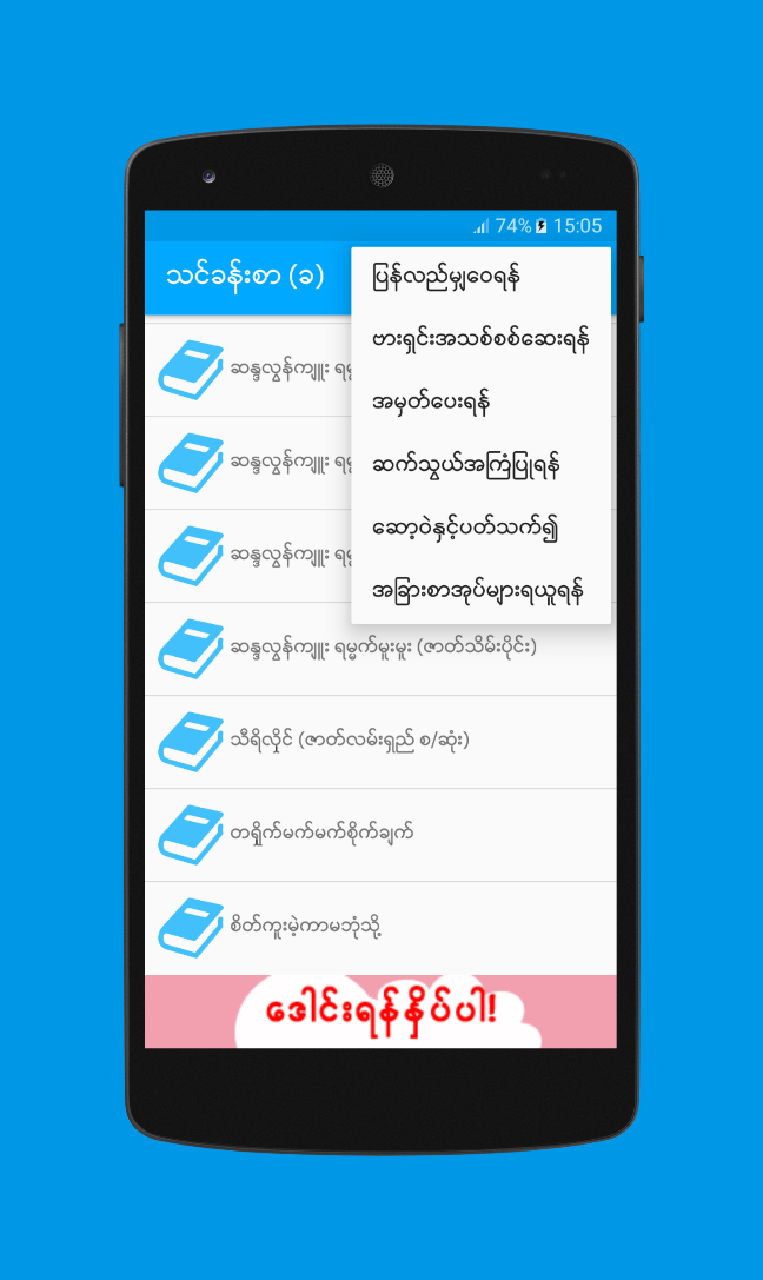 74% 15:05
သင်ခန်းစာ (ခ)
ပြန်လည်မျှဝေရန်
ဗားရှင်းအသစ်စစ်ဆေးရန်
အမှတ်ပေးရန်
ဆက်သွယ်အကြံပြုရန်
ဆော့ဝဲနှင့်ပတ်သက်၍
အခြားစာအုပ်များရယူရန်
ဆန္ဒလွန်ကျူး
ဆန္ဒလွန်ကျူး
ဆန္ဒလွန်ကျူး
ဆန္ဒလွန်ကျူး ရမ္မက်မူးမူး (ဇာတ်သိမ်းပိုင်း)
သီရိလှိုင် (ဇာတ်လမ်းရှည် စ/ဆုံး)
တရှိုက်မက်မက်စိုက်ချက်
စိတ်ကူးမဲ့ကာမဘုံသို့
ဒေါင်းရန်နှိပ်ပါ!